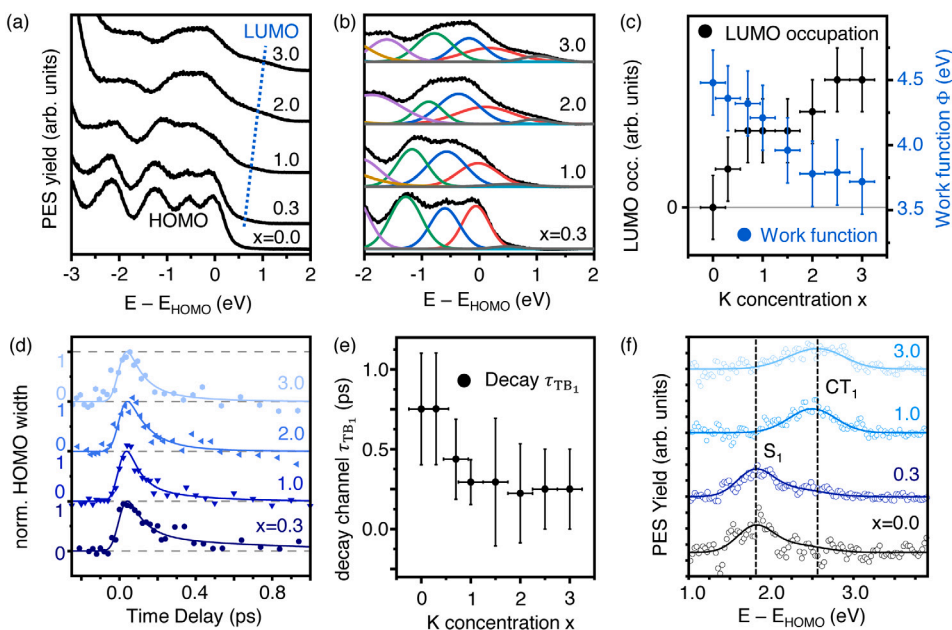 (a)
PES yield (arb. units)
LUMO
3.0
2.0
1.0
0.3
HOMO
x=0.0
-3 -2 -1 0 1 2
E – E_HOMO (eV)
(b)
3.0
2.0
1.0
x=0.3
-2 -1 0 1 2
E – E_HOMO (eV)
(c)
LUMO occ. (arb. units)
0
LUMO occupation
Work function
4.5
4.0
3.5
Work function Φ (eV)
0 1 2 3
K concentration x
(d)
norm. HOMO width
1
0
1
0
1
0
1
0
3.0
2.0
1.0
x=0.3
0.0 0.2 0.4 0.6 0.8
Time Delay (ps)
(e)
decay channel τ_TB₁ (ps)
1.0
0.5
0.0
Decay τ_TB₁
0 1 2 3
K concentration x
(f)
PES Yield (arb. units)
3.0
CT₁
1.0
S₁
0.3
x=0.0
1.0 2.0 3.0
E – E_HOMO (eV)